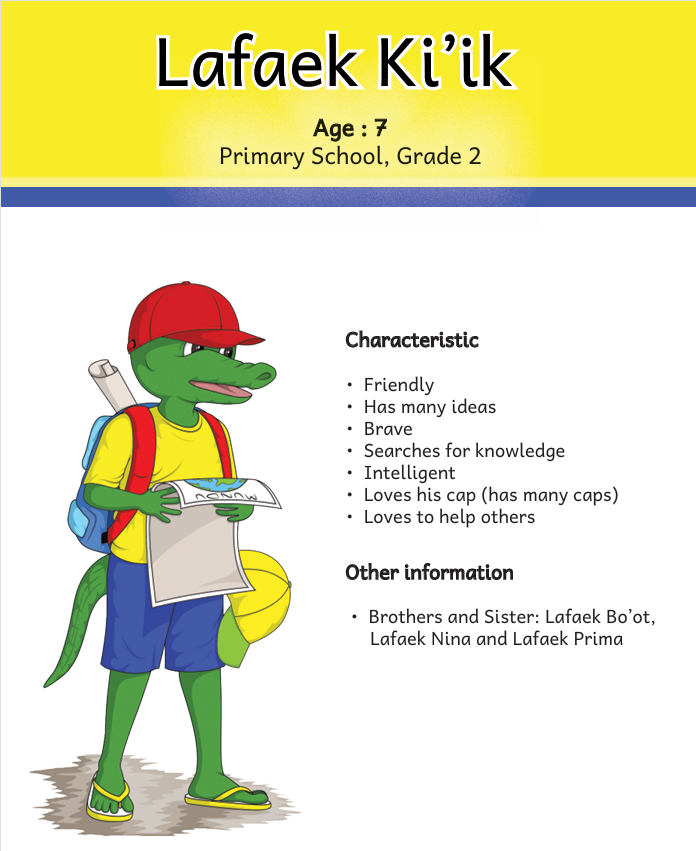 Lafaek Ki’ik
Age : 7
Primary School, Grade 2
Characteristic
• Friendly
• Has many ideas
• Brave
• Searches for knowledge
• Intelligent
• Loves his cap (has many caps)
• Loves to help others
Other information
• Brothers and Sister: Lafaek Bo’ot,
Lafaek Nina and Lafaek Prima